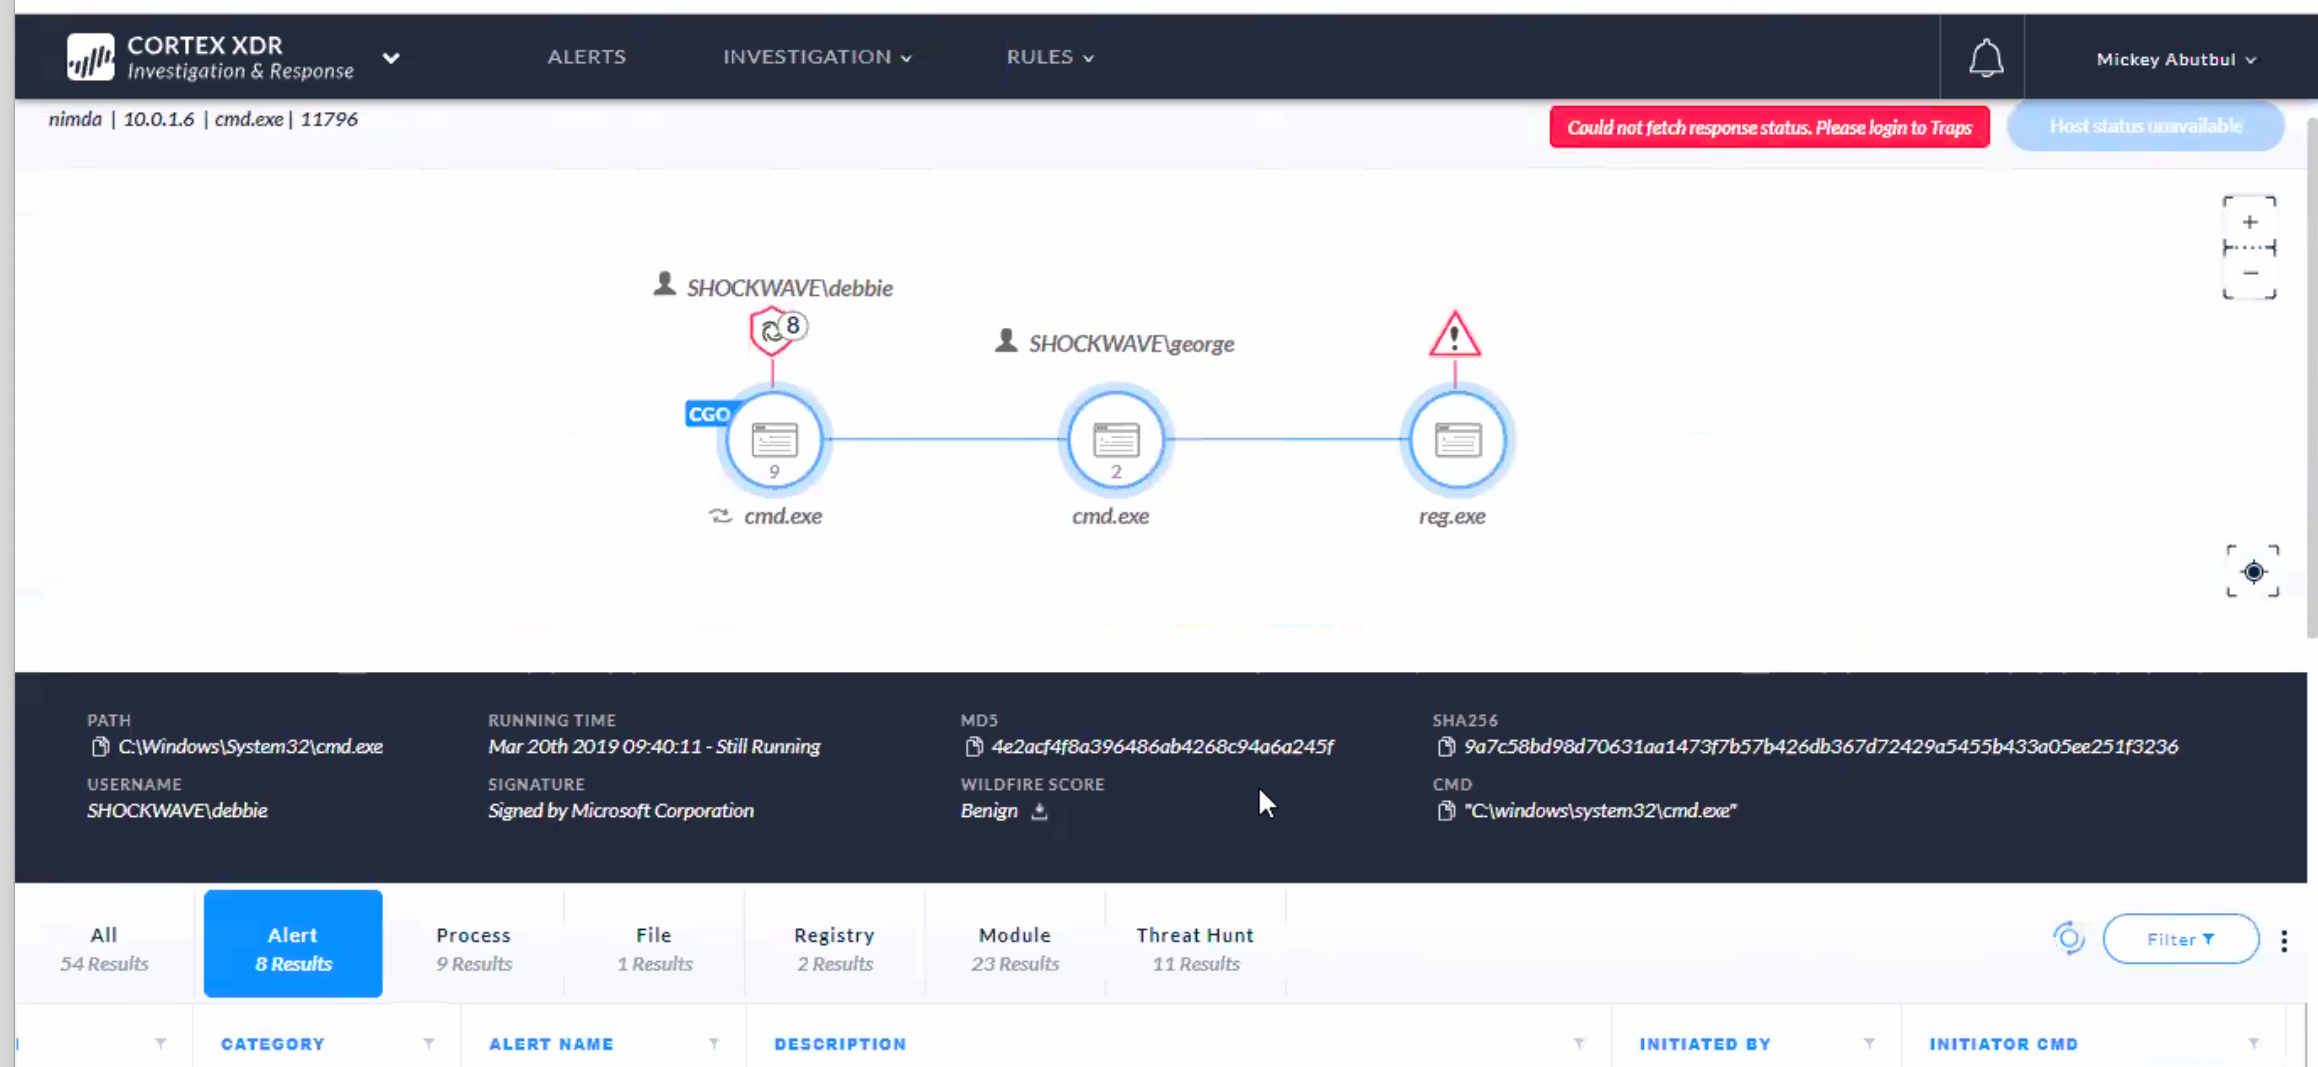 CORTEX XDR
Investigation & Response
ALERTS
INVESTIGATION
RULES
Mickey Abutbul
nimda | 10.0.1.6 | cmd.exe | 11796
Could not fetch response status. Please login to Traps
Host status unavailable
SHOCKWAVE\debbie
8
SHOCKWAVE\george
CGO
9
2
cmd.exe
cmd.exe
reg.exe
PATH
C:\Windows\System32\cmd.exe
RUNNING TIME
Mar 20th 2019 09:40:11 - Still Running
MD5
4e2acf4f8a396486ab4268c94a6a245f
SHA256
9a7c58bd98d70631aa1473f7b57b426db367d72429a5455b433a05ee251f3236
USERNAME
SHOCKWAVE\debbie
SIGNATURE
Signed by Microsoft Corporation
WILDFIRE SCORE
Benign
CMD
"C:\windows\system32\cmd.exe"
All
54 Results
Alert
8 Results
Process
9 Results
File
1 Results
Registry
2 Results
Module
23 Results
Threat Hunt
11 Results
Filter
CATEGORY
ALERT NAME
DESCRIPTION
INITIATED BY
INITIATOR CMD